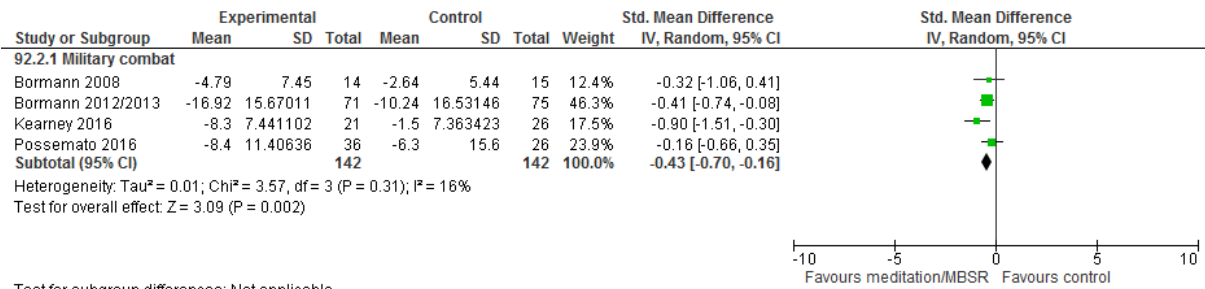 Experimental Control Std. Mean Difference Std. Mean Difference
Study or Subgroup Mean SD Total Mean SD Total Weight IV, Random, 95% CI IV, Random, 95% CI
92.2.1 Military combat
Bormann 2008 -4.79 7.45 14 -2.64 5.44 15 12.4% -0.32 [-1.06, 0.41]
Bormann 2012/2013 -16.92 15.67011 71 -10.24 16.53146 75 46.3% -0.41 [-0.74, -0.08]
Kearney 2016 -8.3 7.441102 21 -1.5 7.363423 26 17.5% -0.90 [-1.51, -0.30]
Possemato 2016 -8.4 11.40636 36 -6.3 15.6 26 23.9% -0.16 [-0.66, 0.35]
Subtotal (95% CI) 142 142 100.0% -0.43 [-0.70, -0.16]
Heterogeneity: Tau² = 0.01; Chi² = 3.57, df = 3 (P = 0.31); I² = 16%
Test for overall effect: Z = 3.09 (P = 0.002)
-10 -5 0 5 10
Favours meditation/MBSR Favours control
Test for subgroup differences: Not applicable